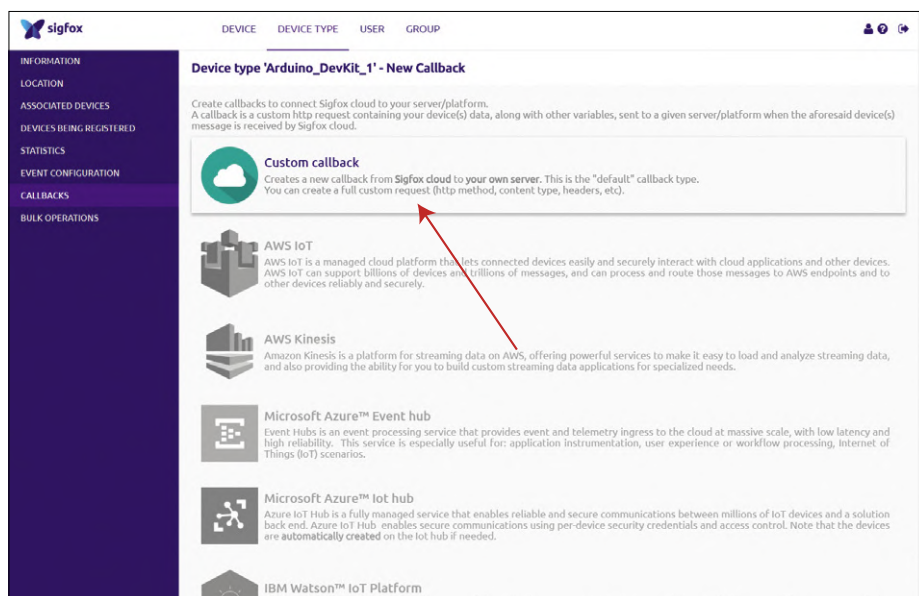 sigfox
DEVICE DEVICE TYPE USER GROUP
INFORMATION
LOCATION
ASSOCIATED DEVICES
DEVICES BEING REGISTERED
STATISTICS
EVENT CONFIGURATION
CALLBACKS
BULK OPERATIONS
Device type 'Arduino_DevKit_1' - New Callback
Create callbacks to connect Sigfox cloud to your server/platform.
A callback is a custom http request containing your device(s) data, along with other variables, sent to a given server/platform when the aforesaid device(s)
message is received by Sigfox cloud.
Custom callback
Creates a new callback from Sigfox cloud to your own server. This is the "default" callback type.
You can create a full custom request (http method, content type, headers, etc).
AWS IoT
AWS IoT is a managed cloud platform that lets connected devices easily and securely interact with cloud applications and other devices.
AWS IoT can support billions of devices and trillions of messages, and can process and route those messages to AWS endpoints and to
other devices reliably and securely.
AWS Kinesis
Amazon Kinesis is a platform for streaming data on AWS, offering powerful services to make it easy to load and analyze streaming data,
and also providing the ability for you to build custom streaming data applications for specialized needs.
Microsoft Azure™ Event hub
Event Hubs is an event processing service that provides event and telemetry ingress to the cloud at massive scale, with low latency and
high reliability. This service is especially useful for: application instrumentation, user experience or workflow processing, Internet of
Things (IoT) scenarios.
Microsoft Azure™ Iot hub
Azure IoT Hub is a fully managed service that enables reliable and secure communications between millions of IoT devices and a solution
back end. Azure IoT Hub enables secure communications using per-device security credentials and access control. Note that the devices
are automatically created on the Iot hub if needed.
IBM Watson™ IoT Platform